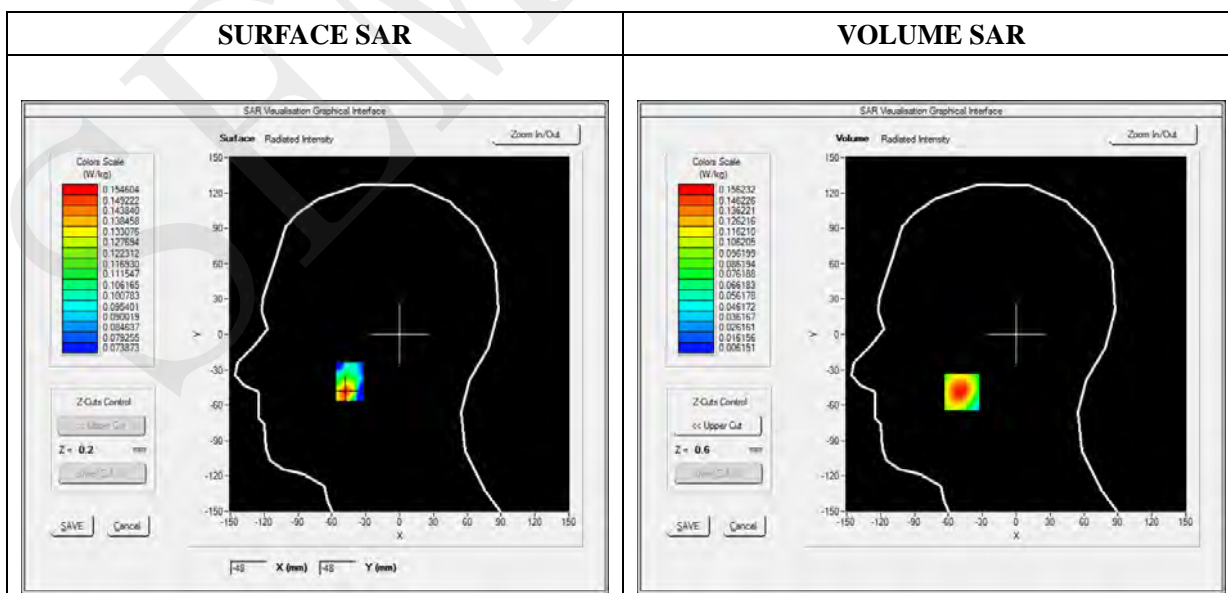 SURFACE SAR
VOLUME SAR
SAR Visualisation Graphical Interface
Surface Radiated Intensity
Zoom In/Out
Colors Scale
(W/kg)
0.154604
0.149222
0.143840
0.138458
0.133076
0.127694
0.122312
0.116930
0.111547
0.106165
0.100783
0.095401
0.090019
0.084637
0.079255
0.073873
Z-Cuts Control
<< Upper Cut
Z = 0.2 mm
SAVE Cancel
150
120
90
60
30
0
-30
-60
-90
-120
-150
Y
-150 -120 -90 -60 -30 0 30 60 90 120 150
X
-48 X (mm) -48 Y (mm)
SAR Visualisation Graphical Interface
Volume Radiated Intensity
Zoom In/Out
Colors Scale
(W/kg)
0.156232
0.146226
0.136221
0.126216
0.116210
0.106205
0.096199
0.086194
0.076188
0.066183
0.056178
0.046172
0.036167
0.026161
0.016156
0.006151
Z-Cuts Control
<< Upper Cut
Z = 0.6 mm
SAVE Cancel
150
120
90
60
30
0
-30
-60
-90
-120
-150
Y
-150 -120 -90 -60 -30 0 30 60 90 120 150
X